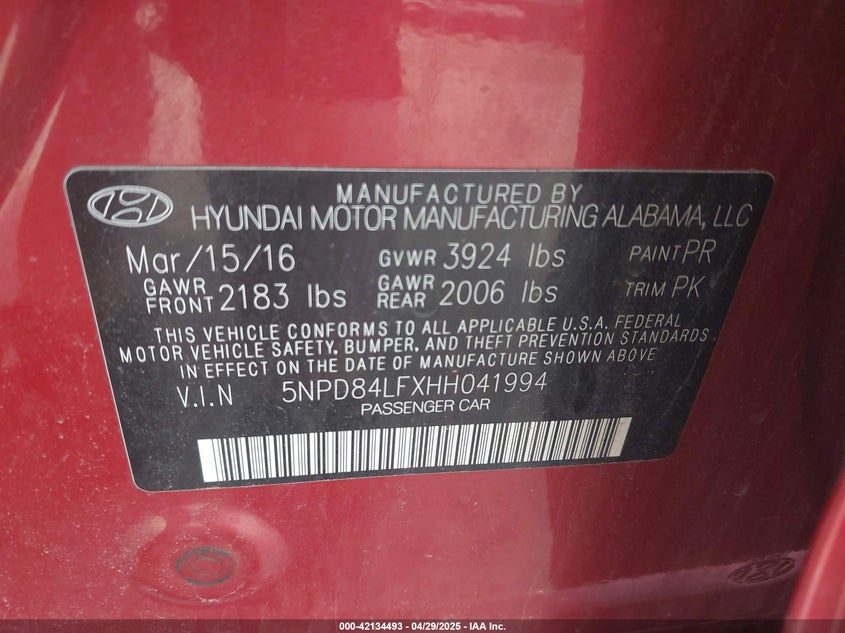 MANUFACTURED BY
HYUNDAI MOTOR MANUFACTURING ALABAMA, LLC
Mar/15/16 GVWR 3924 lbs PAINT PR
GAWR FRONT 2183 lbs GAWR REAR 2006 lbs TRIM PK
THIS VEHICLE CONFORMS TO ALL APPLICABLE U.S.A. FEDERAL
MOTOR VEHICLE SAFETY, BUMPER, AND THEFT PREVENTION STANDARDS
IN EFFECT ON THE DATE OF MANUFACTURE SHOWN ABOVE
V.I.N 5NPD84LFXHH041994
PASSENGER CAR
000-42134493 - 04/29/2025 - IAA Inc.